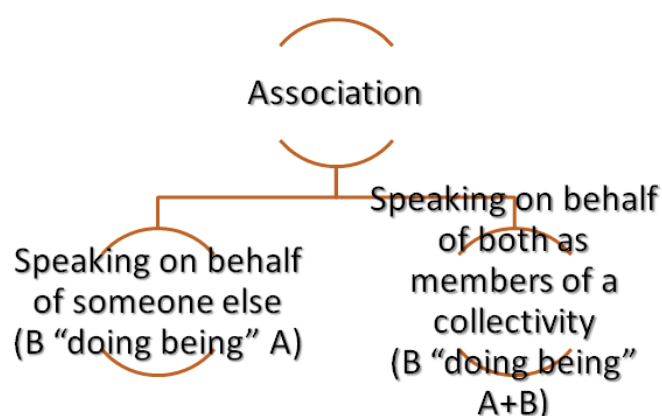 Association
Speaking on behalf
of someone else
(B “doing being” A)
Speaking on behalf
of both as
members of a
collectivity
(B “doing being”
A+B)